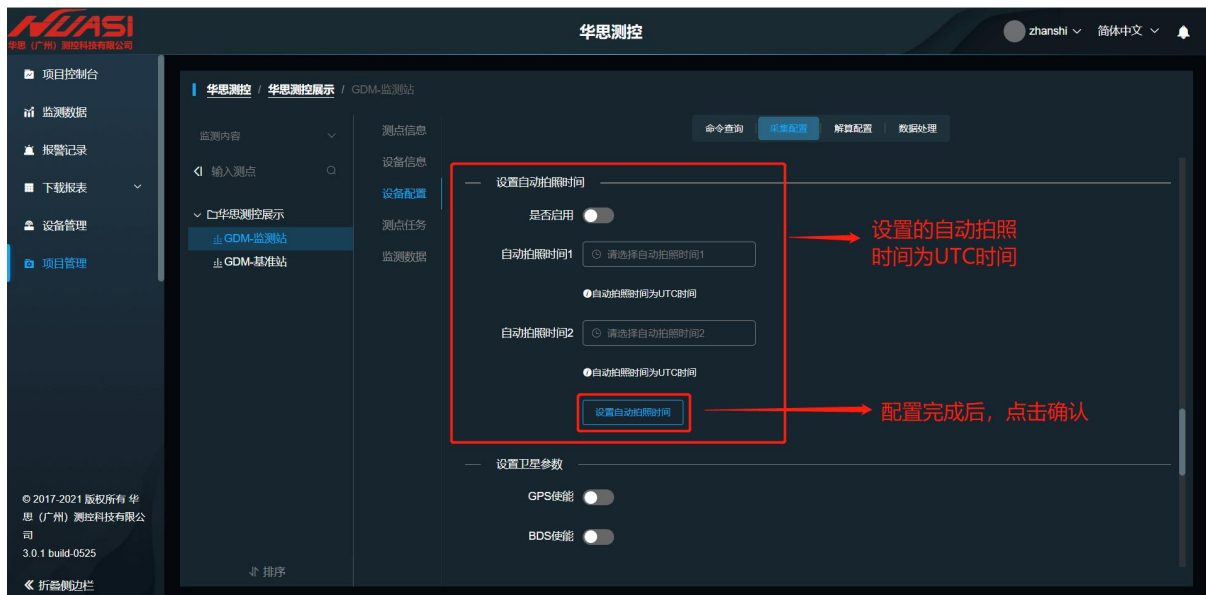 HUASI
华思（广州）测控科技有限公司
华思测控
zhanshi
简体中文
项目控制台
监测数据
报警记录
下载报表
设备管理
项目管理
© 2017-2021 版权所有 华
思（广州）测控科技有限公
司
3.0.1 build-0525
折叠侧边栏
华思测控 / 华思测控展示 / GDM-监测站
监测内容
输入测点
华思测控展示
GDM-监测站
GDM-基准站
排序
测点信息
设备信息
设备配置
测点任务
监测数据
命令查询
采集配置
解算配置
数据处理
设置自动拍照时间
是否启用
自动拍照时间1
请选择自动拍照时间1
自动拍照时间为UTC时间
自动拍照时间2
请选择自动拍照时间2
自动拍照时间为UTC时间
设置自动拍照时间
设置的自动拍照
时间为UTC时间
配置完成后，点击确认
设置卫星参数
GPS使能
BDS使能